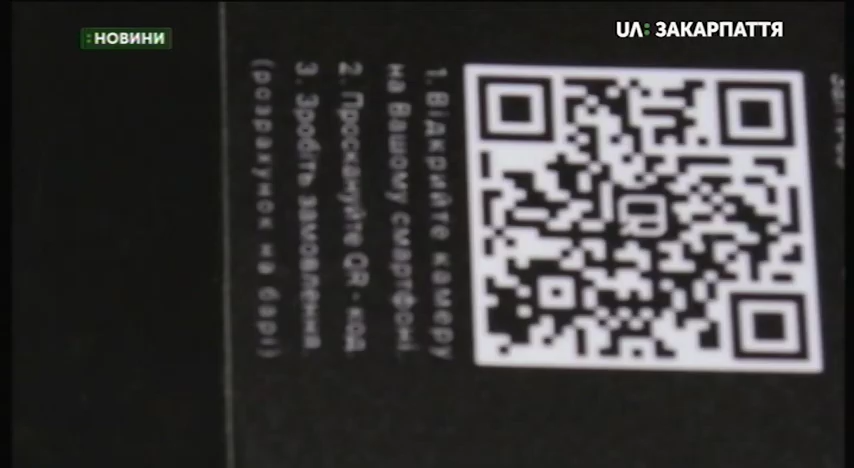 :НОВИНИ
UA: ЗАКАРПАТТЯ
1. Відкрийте камеру
на Вашому смартфоні.
2. Проскануйте QR - код
3. Зробіть замовлення.
(розрахунок на барі)
QR